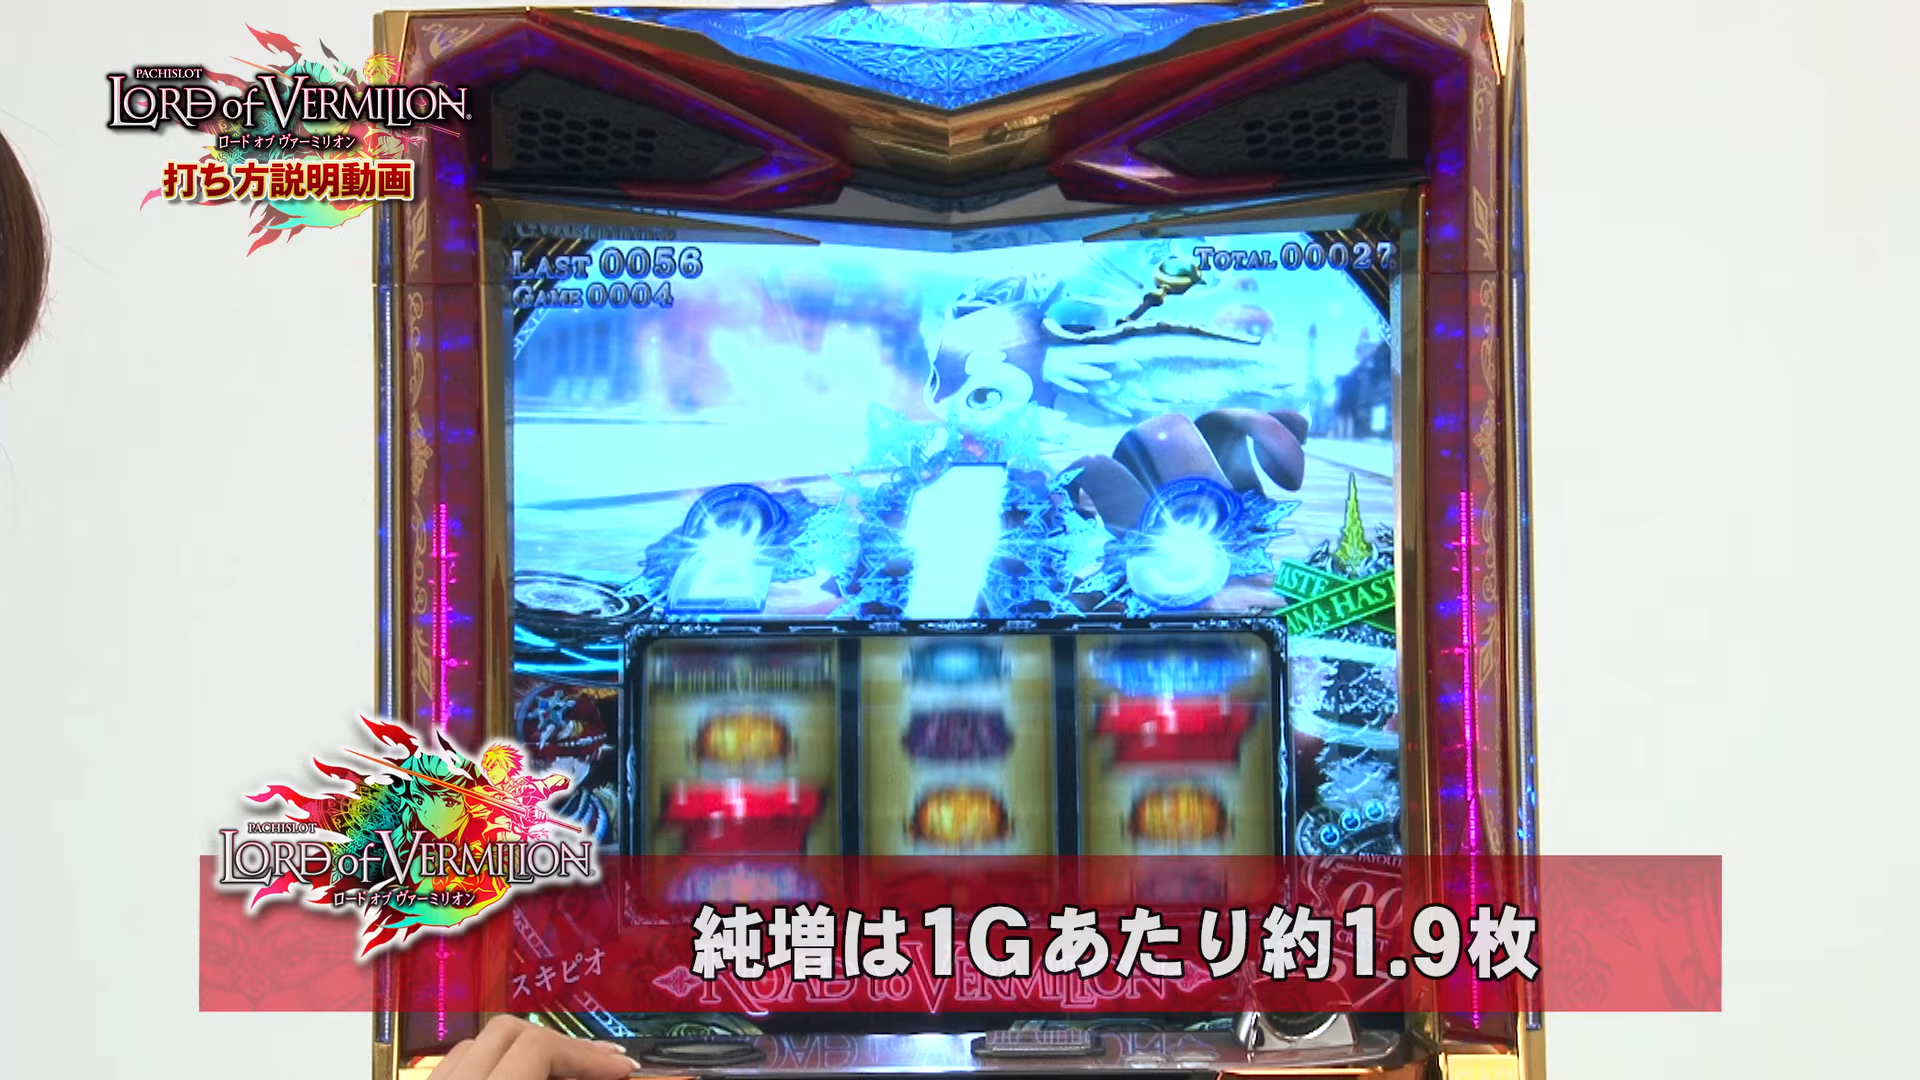 PACHISLOT
LORD of VERMILION
ロード オブ ヴァーミリオン
打ち方説明動画
LAST 0056
GAME 0004
TOTAL 00027
HAST
PACHISLOT
LORD of VERMILION
ロード オブ ヴァーミリオン
PAYOUT
00
純増は1Gあたり約1.9枚
スキピオ
ROAD to VERMILION